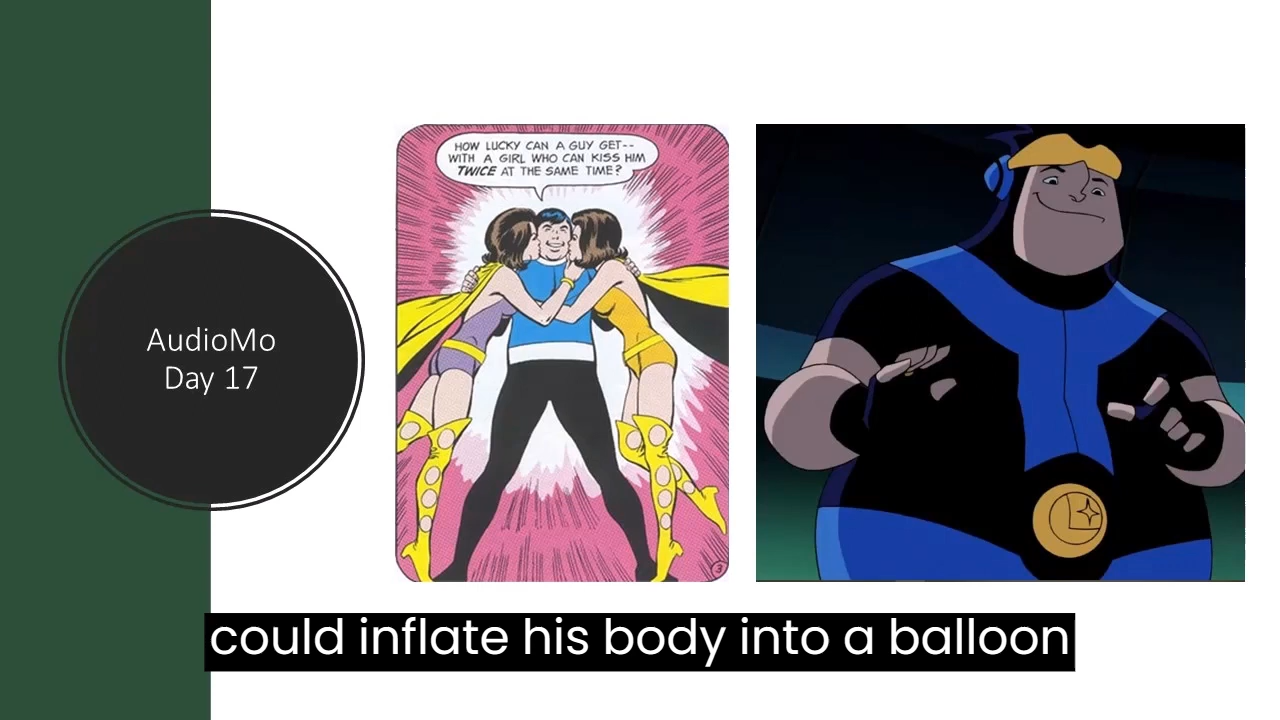 AudioMo
Day 17
HOW LUCKY CAN A GUY GET--
WITH A GIRL WHO CAN KISS HIM
TWICE AT THE SAME TIME?
3
could inflate his body into a balloon